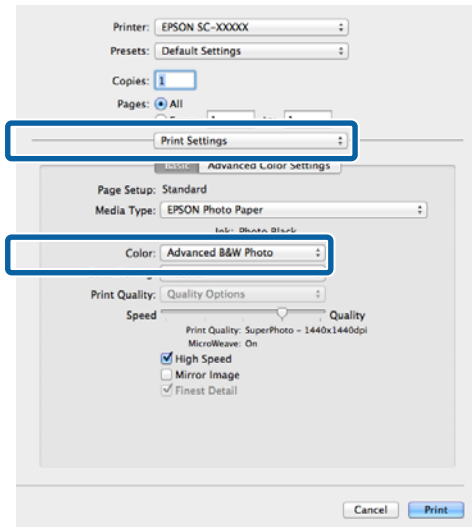 Printer: EPSON SC-XXXXX
Presets: Default Settings
Copies: 1
Pages: All
Print Settings
Basic Advanced Color Settings
Page Setup: Standard
Media Type: EPSON Photo Paper
Ink: Photo Black
Color: Advanced B&W Photo
Print Quality: Quality Options
Speed Quality
Print Quality: SuperPhoto - 1440x1440dpi
MicroWeave: On
High Speed
Mirror Image
Finest Detail
Cancel Print